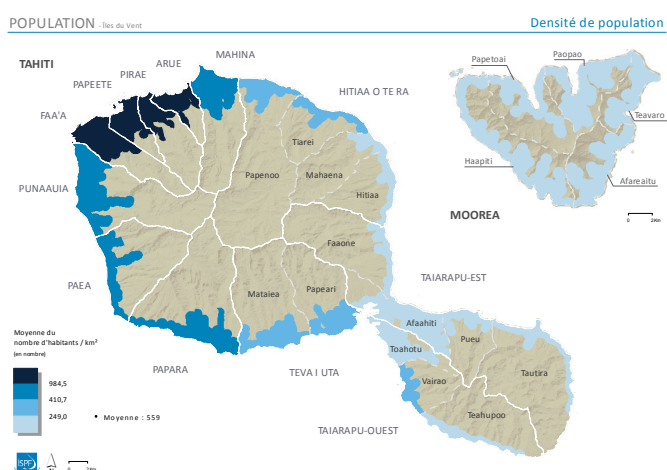 POPULATION - Îles du Vent
Densité de population
TAHITI
MAHINA
ARUE
PIRAE
PAPEETE
FAA'A
HITIAA O TE RA
PUNAAUIA
PAEA
PAPARA
TEVA I UTA
TAIARAPU-EST
TAIARAPU-OUEST
Tiarei
Papenoo
Mahaena
Hitiaa
Faaone
Mataiea
Papeari
Afaahiti
Pueu
Toahotu
Tautira
Vairao
Teahupoo
Papetoai
Paopao
Teavaro
Haapiti
Afareaitu
MOOREA
0 2Km
Moyenne du
nombre d'habitants / km²
(en nombre)
984,5
410,7
249,0
• Moyenne : 559
ISPF